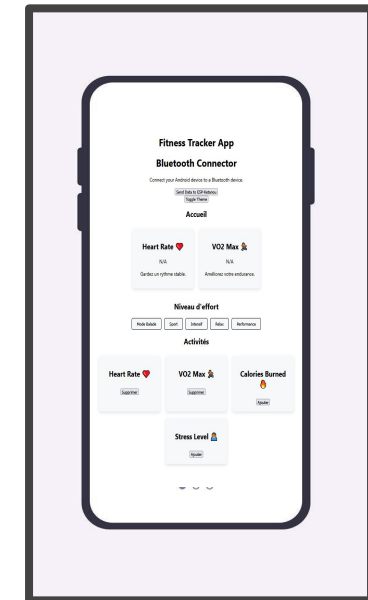 Fitness Tracker App
Bluetooth Connector
Connect your Android device to a Bluetooth device.
Send Data to ESP-Ketanou
Toggle Theme
Accueil
Heart Rate ❤️ VO2 Max 🏃
N/A N/A
Gardez un rythme stable. Améliorez votre endurance.
Niveau d'effort
Mode Balade Sport Intensif Relax Performance
Activités
Heart Rate ❤️ VO2 Max 🏃 Calories Burned 🔥
Supprimer Supprimer Ajouter
Stress Level 🧘
Ajouter